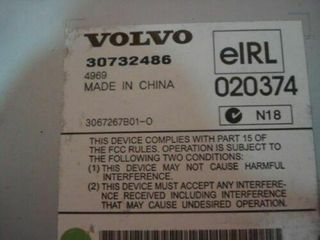 VOLVO
30732486
4969
MADE IN CHINA
3067267B01-O
eIRL
020374
N18
THIS DEVICE COMPLIES WITH PART 15 OF
THE FCC RULES. OPERATION IS SUBJECT TO
THE FOLLOWING TWO CONDITIONS:
(1) THIS DEVICE MAY NOT CAUSE HARMFUL
INTERFERENCE.
(2) THIS DEVICE MUST ACCEPT ANY INTERFERE-
NCE RECEIVED INCLUDING INTERFERENCE
THAT MAY CAUSE UNDESIRED OPERATION.